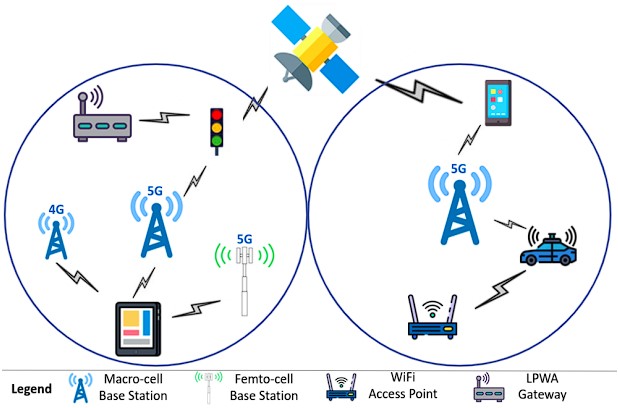 5G
5G
4G
5G
Legend
Macro-cell
Base Station
Femto-cell
Base Station
WiFi
Access Point
LPWA
Gateway